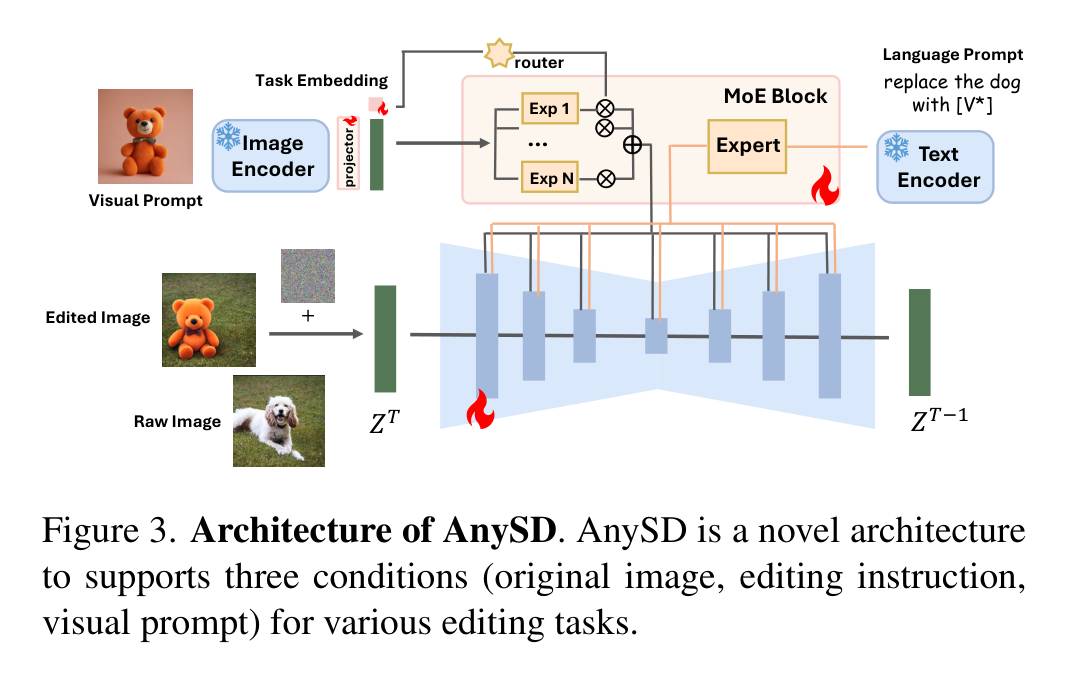 Language Prompt
replace the dog
with [V*]
router
Task Embedding
MoE Block
Exp 1
...
Exp N
Expert
Image
Encoder
projector
Text
Encoder
Visual Prompt
Edited Image
+
Raw Image
Z^T
Z^{T-1}
Figure 3. Architecture of AnySD. AnySD is a novel architecture
to supports three conditions (original image, editing instruction,
visual prompt) for various editing tasks.